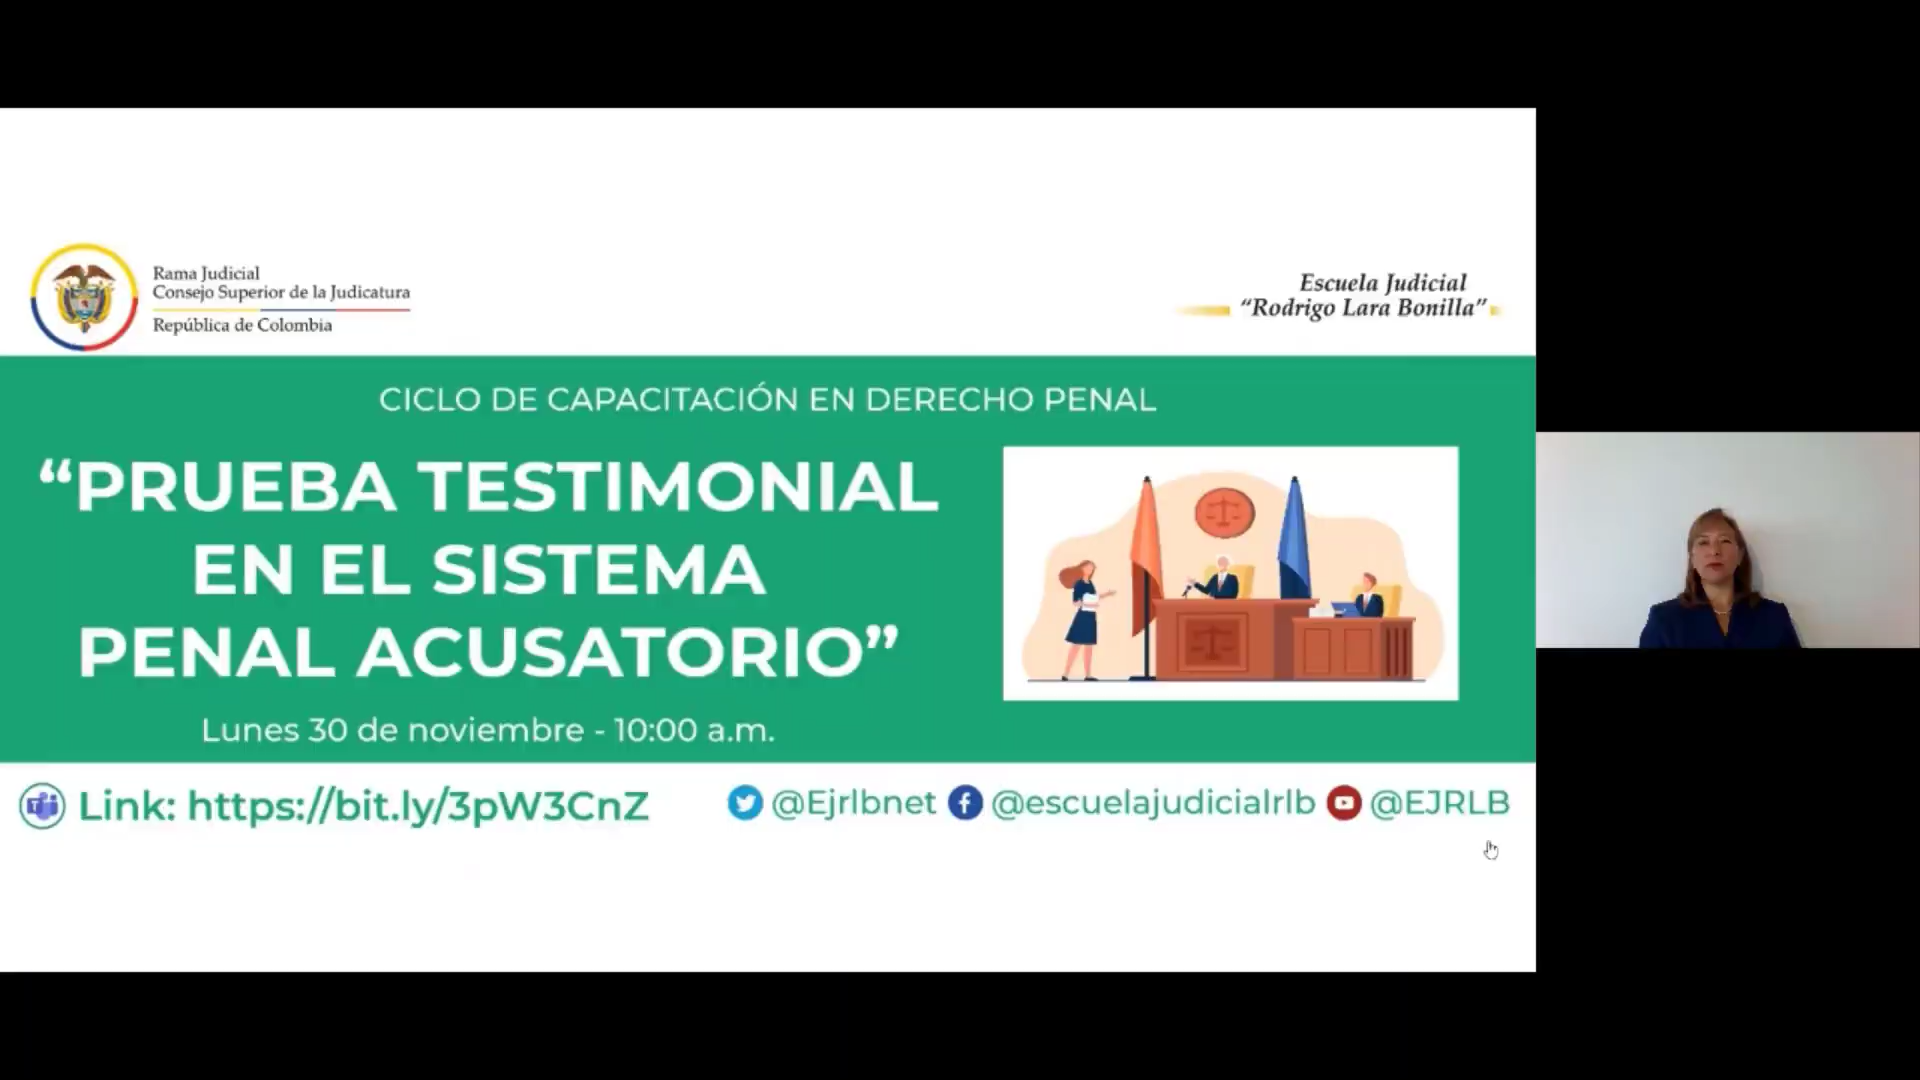 Rama Judicial
Consejo Superior de la Judicatura
República de Colombia
Escuela Judicial
“Rodrigo Lara Bonilla”
CICLO DE CAPACITACIÓN EN DERECHO PENAL
“PRUEBA TESTIMONIAL
EN EL SISTEMA
PENAL ACUSATORIO”
Lunes 30 de noviembre - 10:00 a.m.
Link: https://bit.ly/3pW3CnZ
@Ejrlbnet
@escuelajudicialrlb
@EJRLB